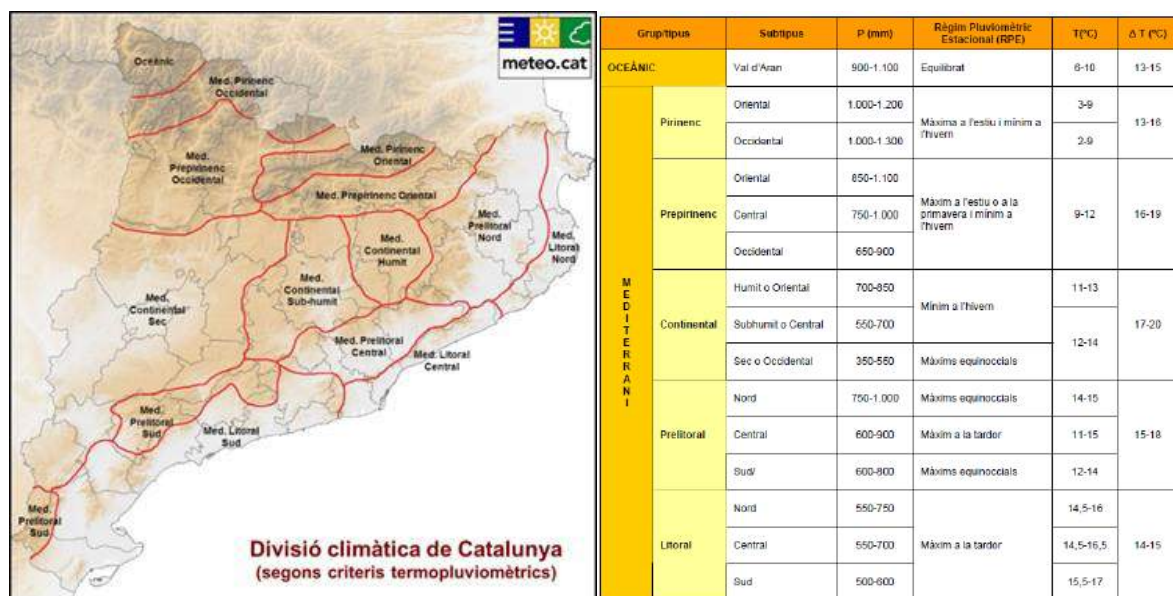 meteo.cat
Oceànic
Med. Pirinenc
Occidental
Med.
Prepirinenc
Occidental
Med. Pirinenc
Oriental
Med. Prepirinenc Oriental
Med.
Prelitoral
Nord
Med.
Litoral
Nord
Med.
Continental
Humit
Med.
Continental
Sub-humit
Med.
Continental
Sec
Med. Prelitoral
Central
Med. Litoral
Central
Med.
Prelitoral
Sud
Med. Litoral
Sud
Med.
Prelitoral
Sud
Divisió climàtica de Catalunya
(segons criteris termopluviomètrics)
Grup/tipus Subtipus P (mm) Règim Pluviomètric Estacional (RPE) T(ºC) Δ T (ºC)
OCEÀNIC Val d'Aran 900-1.100 Equilibrat 6-10 13-15
MEDITERRANI
Pirinenc Oriental 1.000-1.200 Màxima a l'estiu i mínim a l'hivern 3-9 13-16
Occidental 1.000-1.300 2-9
Prepirinenc Oriental 850-1.100 Màxim a l'estiu o a la primavera i mínim a l'hivern 9-12 16-19
Central 750-1.000
Occidental 650-900
Continental Humit o Oriental 700-850 Mínim a l'hivern 11-13 17-20
Subhumit o Central 550-700 12-14
Sec o Occidental 350-550 Màxims equinoccials
Prelitoral Nord 750-1.000 Màxims equinoccials 14-15 15-18
Central 600-900 Màxim a la tardor 11-15
Sud/ 600-800 Màxims equinoccials 12-14
Litoral Nord 550-750 Màxim a la tardor 14,5-16 14-15
Central 550-700 14,5-16,5
Sud 500-600 15,5-17